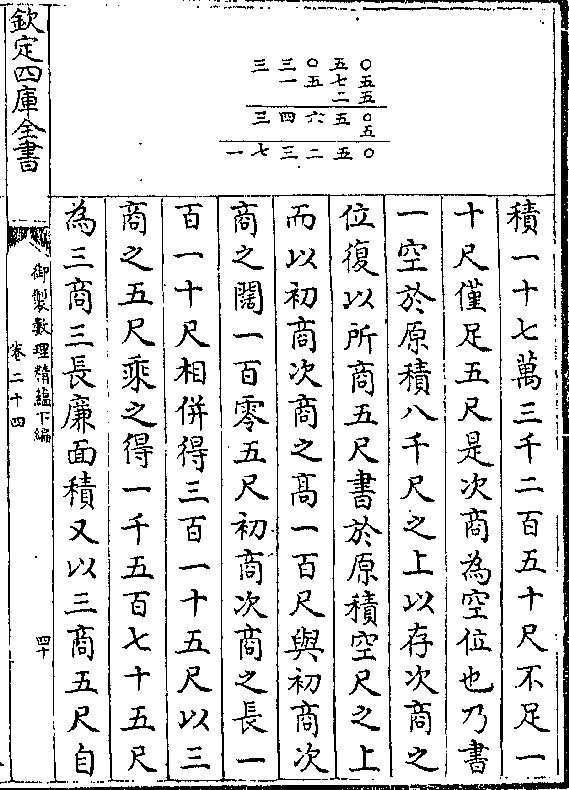 三三〇五〇
一五七五
二五
三四六五〇
五
一七三二五〇
積一十七萬三千二百五十尺不足一
十尺僅足五尺是次商為空位也乃書
一空於原積八千尺之上以存次商之
位復以所商五尺書於原積空尺之上
而以初商次商之髙一百尺與初商次
商之闊一百零五尺初商次商之長一
百一十尺相併得三百一十五尺以三
商之五尺乘之得一千五百七十五尺
為三商三長廉面積又以三商五尺自
欽定四庫全書
御製數理精蘊下編
卷二十四
四十